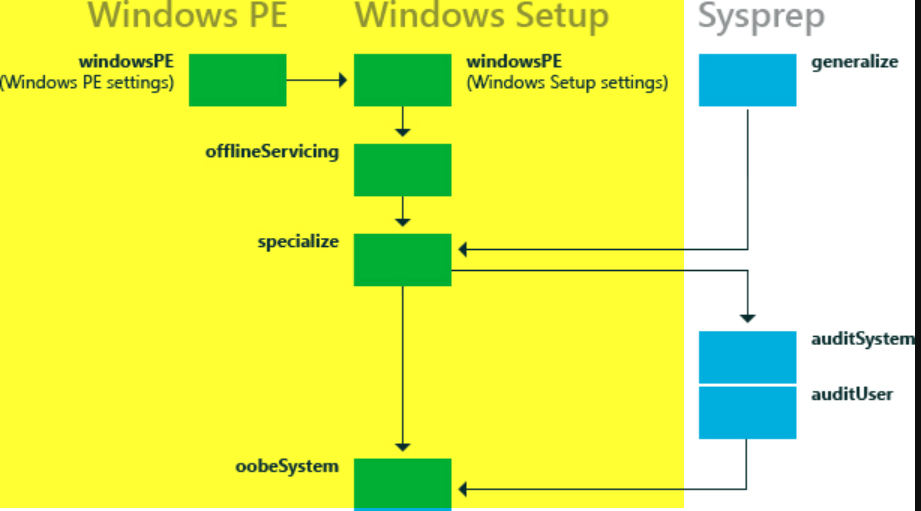 Windows PE
Windows Setup
Sysprep
windowsPE
(Windows PE settings)
windowsPE
(Windows Setup settings)
generalize
offlineServicing
specialize
auditSystem
auditUser
oobeSystem